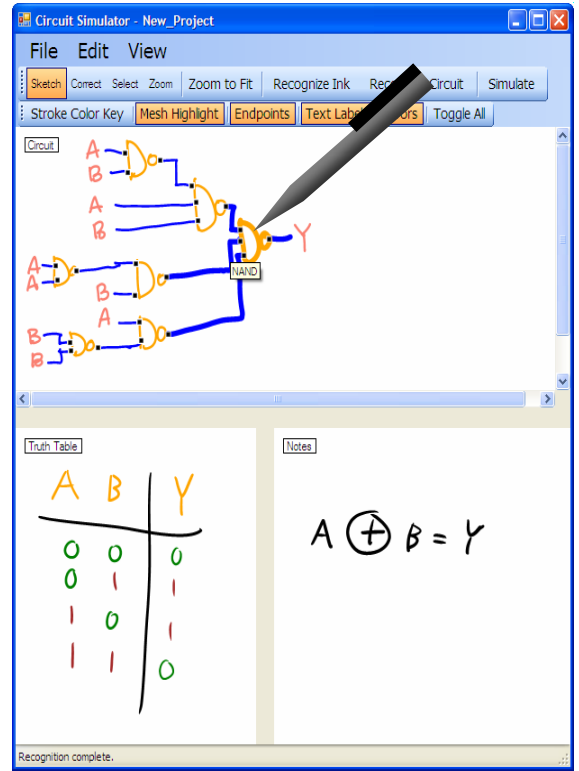 Circuit Simulator - New_Project
File Edit View
Sketch Correct Select Zoom Zoom to Fit Recognize Ink Circuit Simulate
Stroke Color Key Mesh Highlight Endpoints Text Toggle All
Circuit
A
B
A
B
Y
A
A
NAND
B
A
B
B
Truth Table
A B Y
0 0 0
0 1 1
1 0 1
1 1 0
Notes
A ⊕ B = Y
Recognition complete.